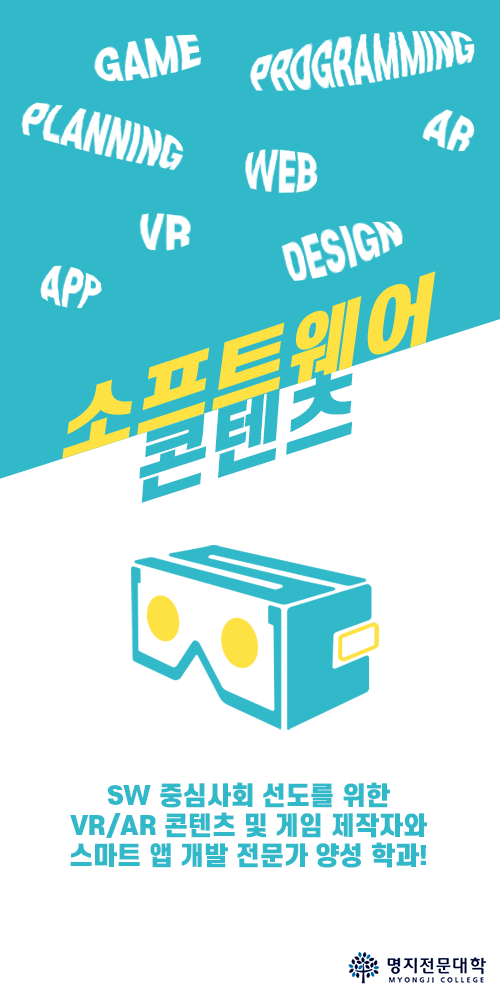 GAME
PROGRAMMING
PLANNING
AR
WEB
VR
DESIGN
APP
소프트웨어
콘텐츠
SW 중심사회 선도를 위한
VR/AR 콘텐츠 및 게임 제작자와
스마트 앱 개발 전문가 양성 학과!
명지전문대학
MYONGJI COLLEGE